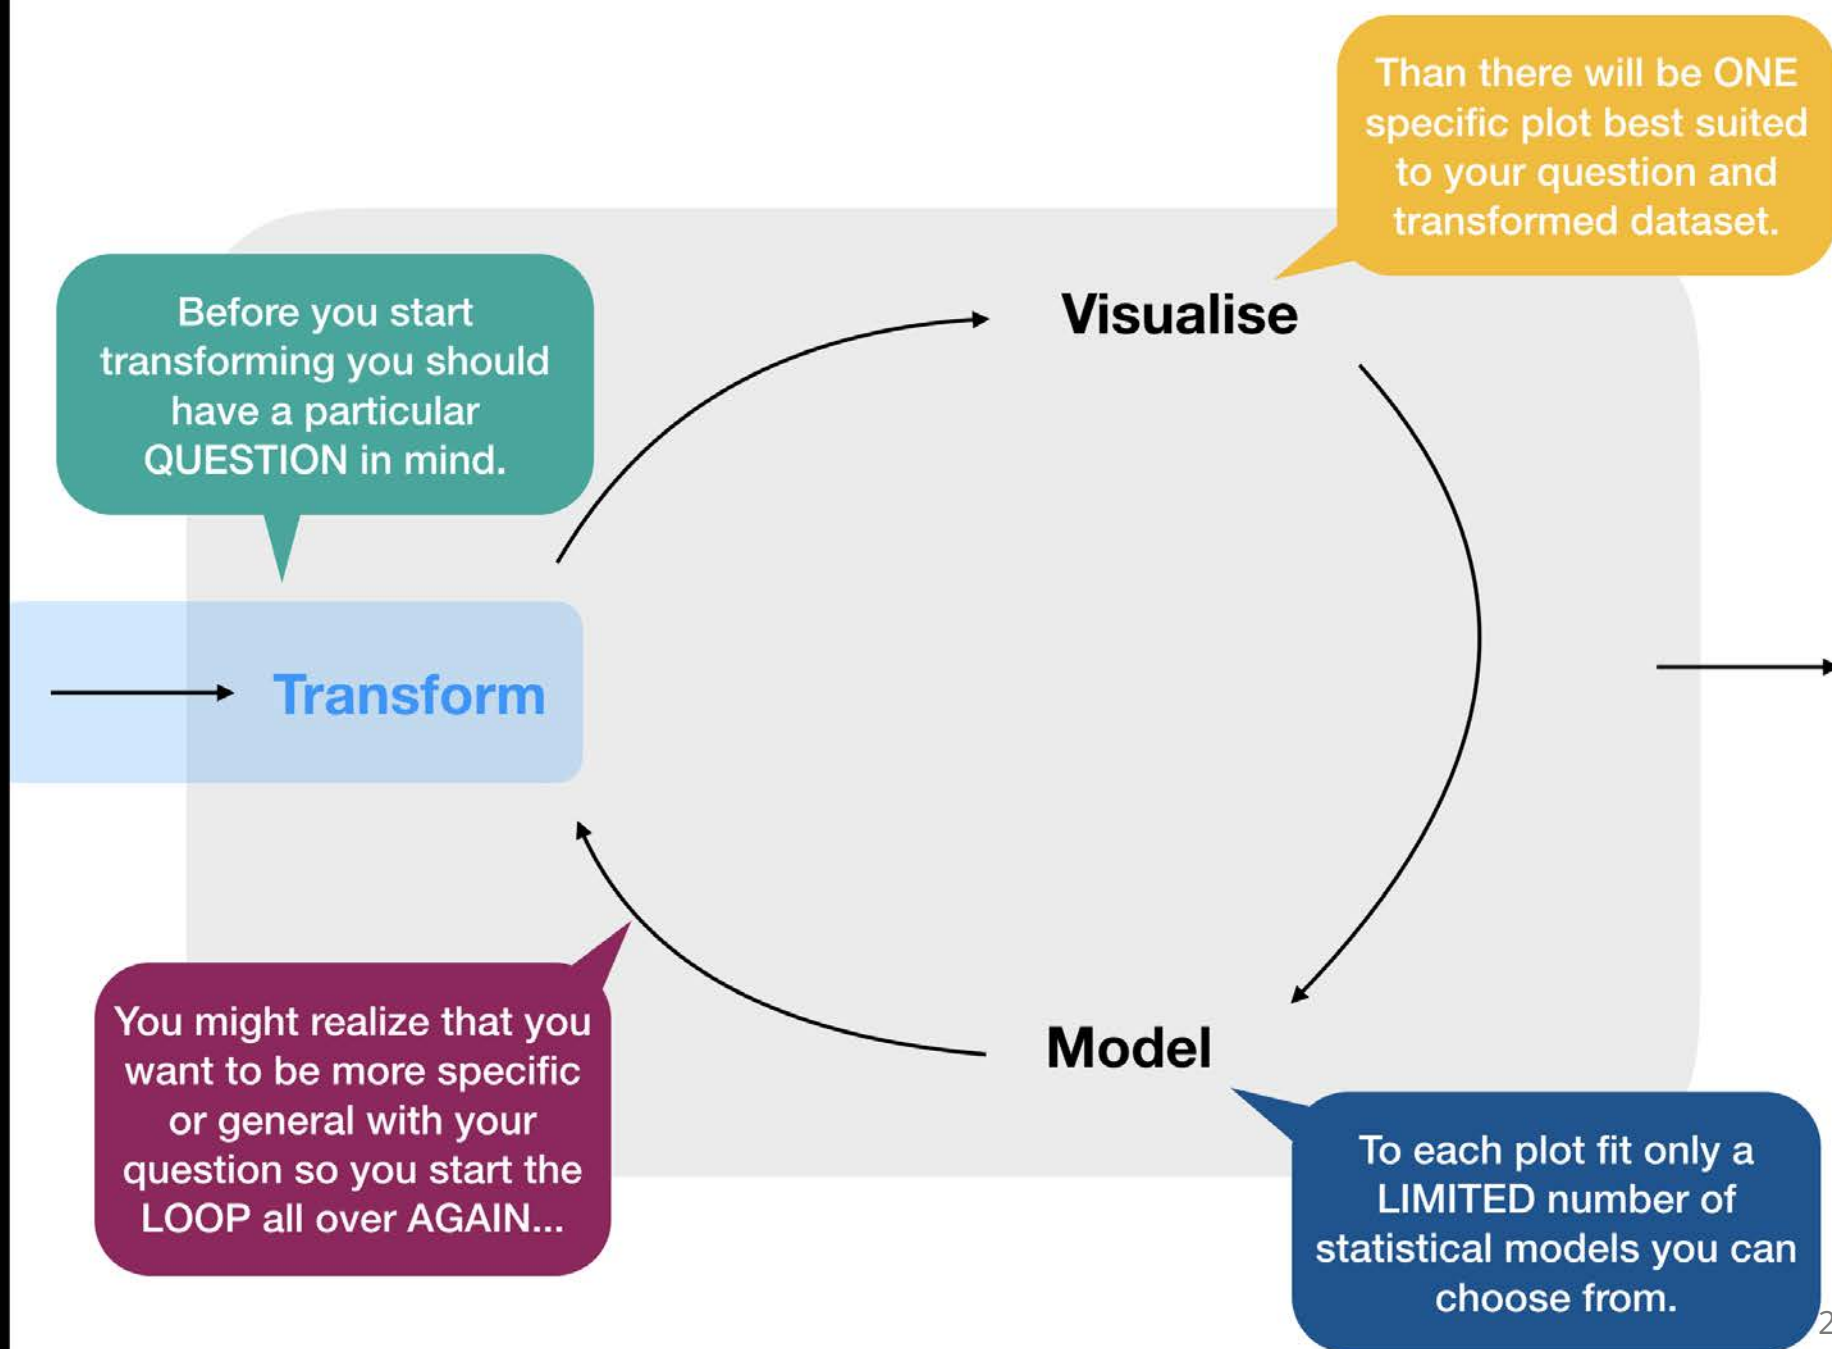 Than there will be ONE
specific plot best suited
to your question and
transformed dataset.
Before you start
transforming you should
have a particular
QUESTION in mind.
Visualise
Transform
You might realize that you
want to be more specific
or general with your
question so you start the
LOOP all over AGAIN...
Model
To each plot fit only a
LIMITED number of
statistical models you can
choose from.
2